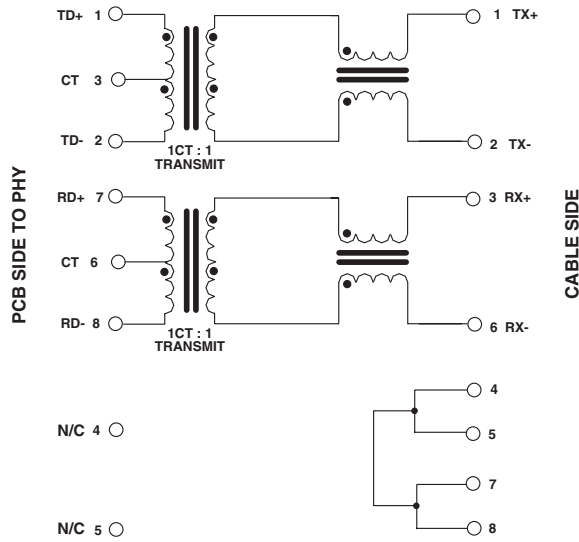 TD+ 1
1 TX+
CT 3
TD- 2
2 TX-
1CT : 1
TRANSMIT
RD+ 7
3 RX+
CT 6
RD- 8
6 RX-
1CT : 1
TRANSMIT
PCB SIDE TO PHY
CABLE SIDE
4
N/C 4
5
7
N/C 5
8